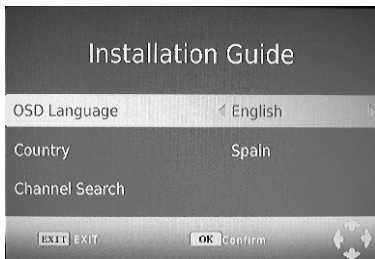 Installation Guide
OSD Language English
Country Spain
Channel Search
EXIT EXIT OK Confirm